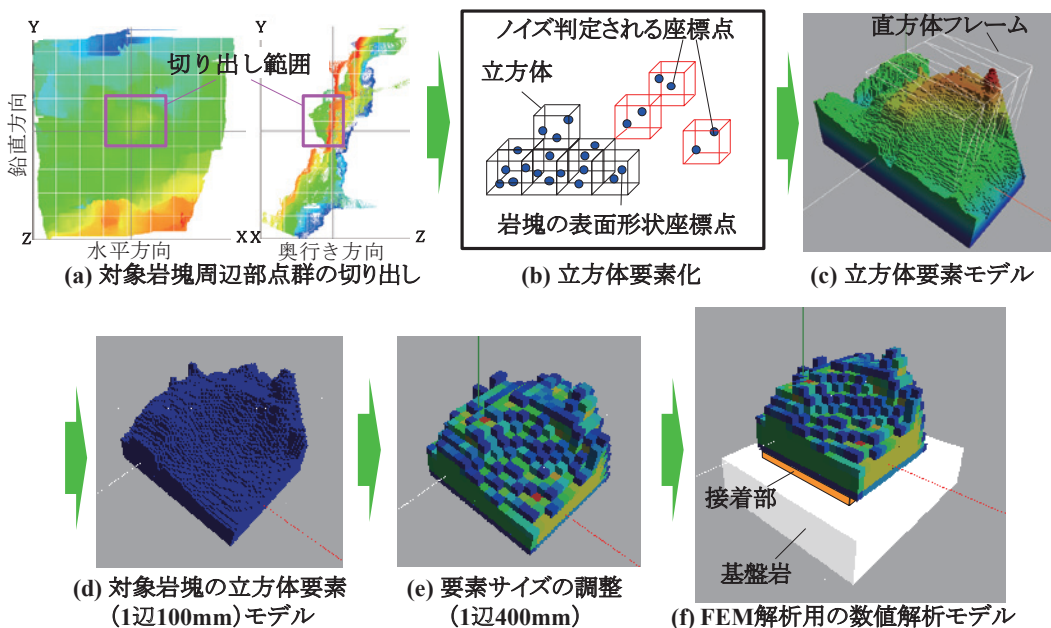 Y
Y
切り出し範囲
鉛直方向
Z
X
X
Z
水平方向
奥行き方向
(a) 対象岩塊周辺部点群の切り出し
ノイズ判定される座標点
立方体
岩塊の表面形状座標点
(b) 立方体要素化
直方体フレーム
(c) 立方体要素モデル
(d) 対象岩塊の立方体要素
(1辺100mm)モデル
(e) 要素サイズの調整
(1辺400mm)
接着部
基盤岩
(f) FEM解析用の数値解析モデル